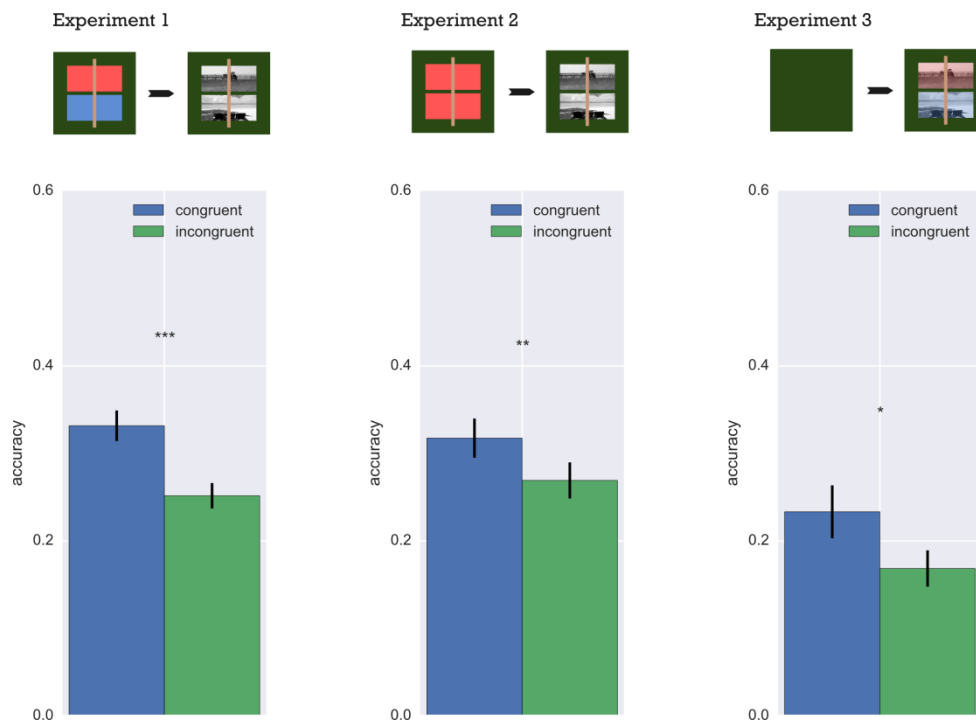 Experiment 1
0.6
congruent
incongruent
***
0.4
accuracy
0.2
0.0
Experiment 2
0.6
congruent
incongruent
**
0.4
accuracy
0.2
0.0
Experiment 3
0.6
congruent
incongruent
0.4
*
accuracy
0.2
0.0